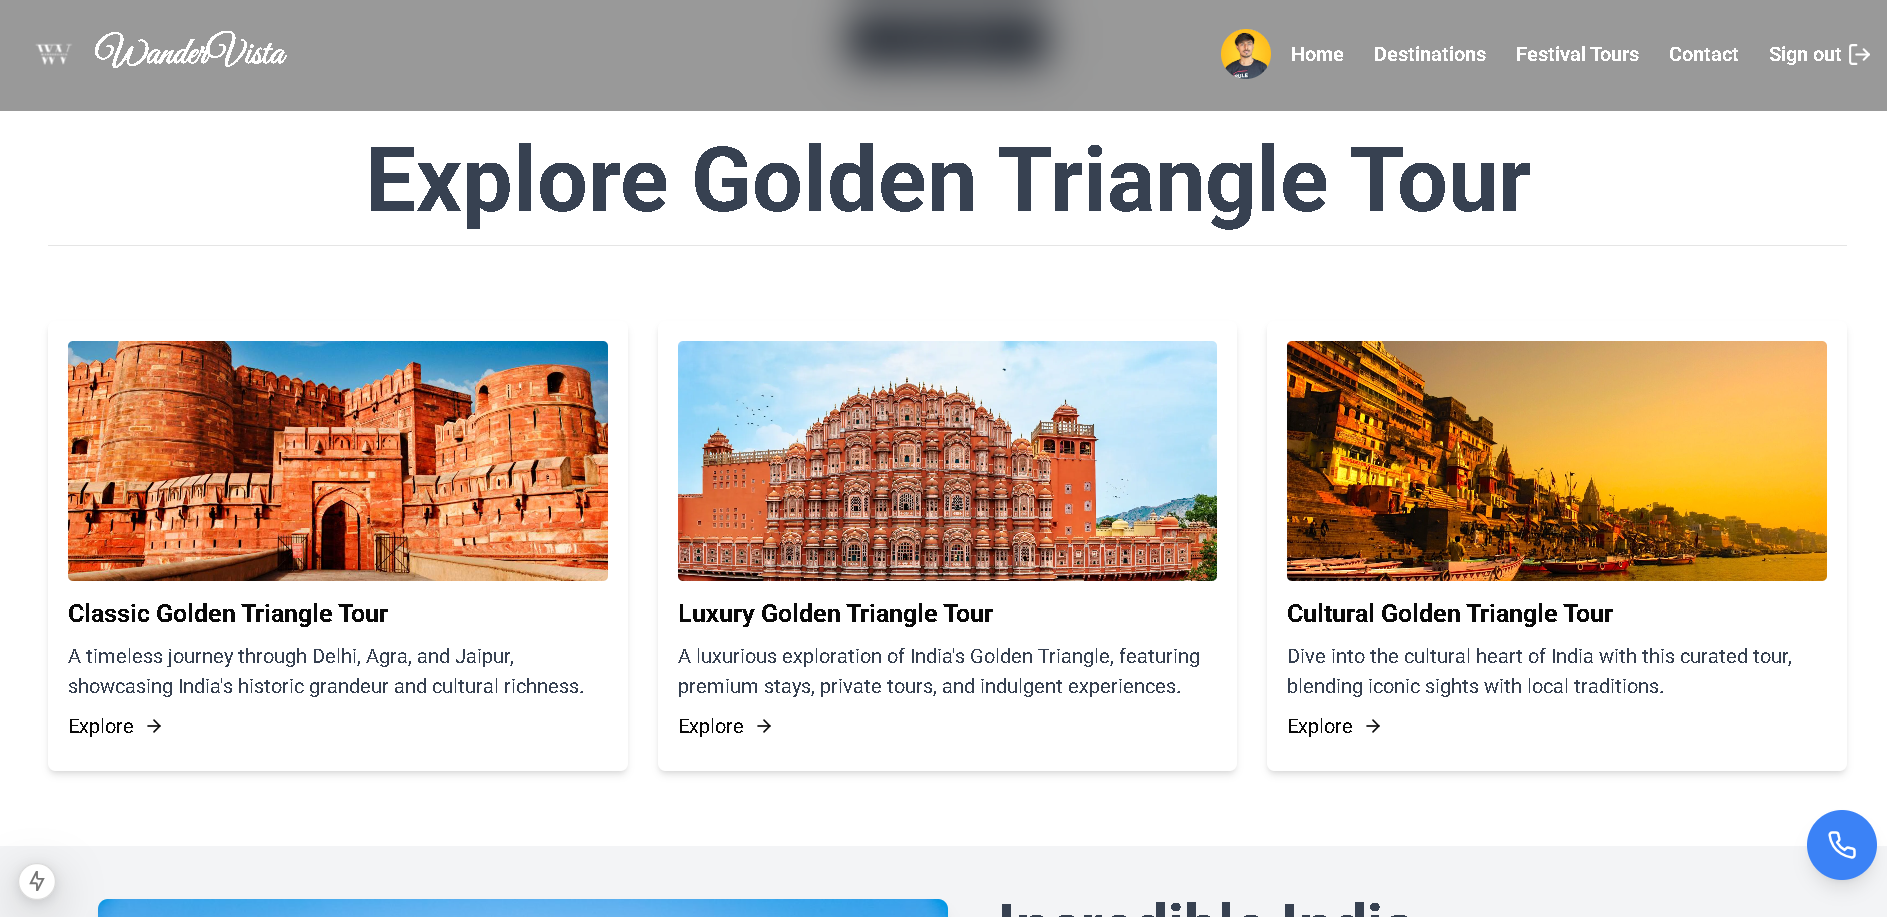 WanderVista
Home
Destinations
Festival Tours
Contact
Sign out
Explore Golden Triangle Tour
Classic Golden Triangle Tour
A timeless journey through Delhi, Agra, and Jaipur,
showcasing India's historic grandeur and cultural richness.
Explore
Luxury Golden Triangle Tour
A luxurious exploration of India's Golden Triangle, featuring
premium stays, private tours, and indulgent experiences.
Explore
Cultural Golden Triangle Tour
Dive into the cultural heart of India with this curated tour,
blending iconic sights with local traditions.
Explore
Incredible India